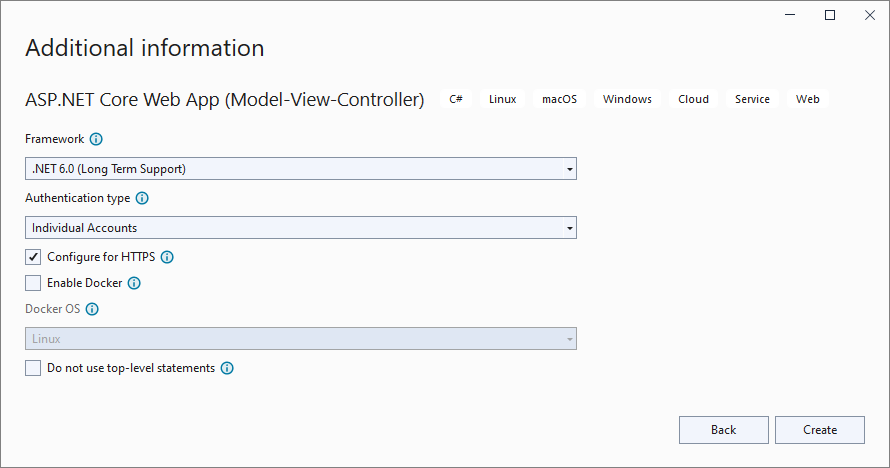 Additional information
ASP.NET Core Web App (Model-View-Controller) C# Linux macOS Windows Cloud Service Web
Framework
.NET 6.0 (Long Term Support)
Authentication type
Individual Accounts
Configure for HTTPS
Enable Docker
Docker OS
Linux
Do not use top-level statements
Back Create